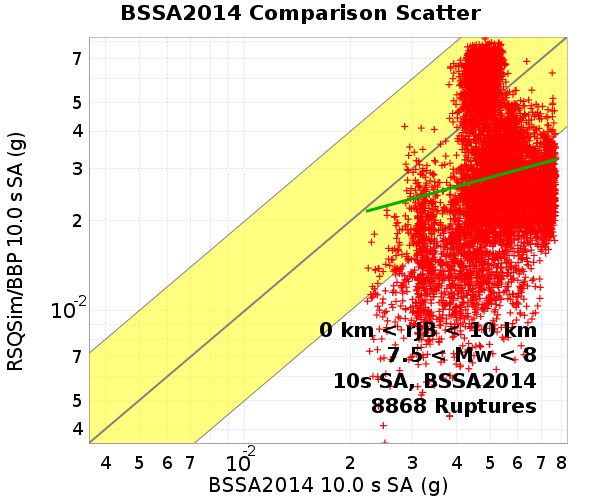 BSSA2014 Comparison Scatter
RSQSim/BBP 10.0 s SA (g)
7
5
4
3
2
10-2
7
5
4
0 km < rJB < 10 km
7.5 < Mw < 8
10s SA, BSSA2014
8868 Ruptures
4 5 6 7 10-2 2 3 4 5 6 7 8
BSSA2014 10.0 s SA (g)